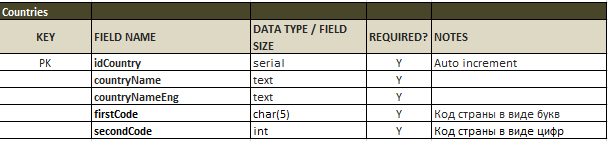 Countries
KEY FIELD NAME DATA TYPE / FIELD SIZE REQUIRED? NOTES
PK idCountry serial Y Auto increment
countryName text Y
countryNameEng text Y
firstCode char(5) Y Код страны в виде букв
secondCode int Y Код страны в виде цифр